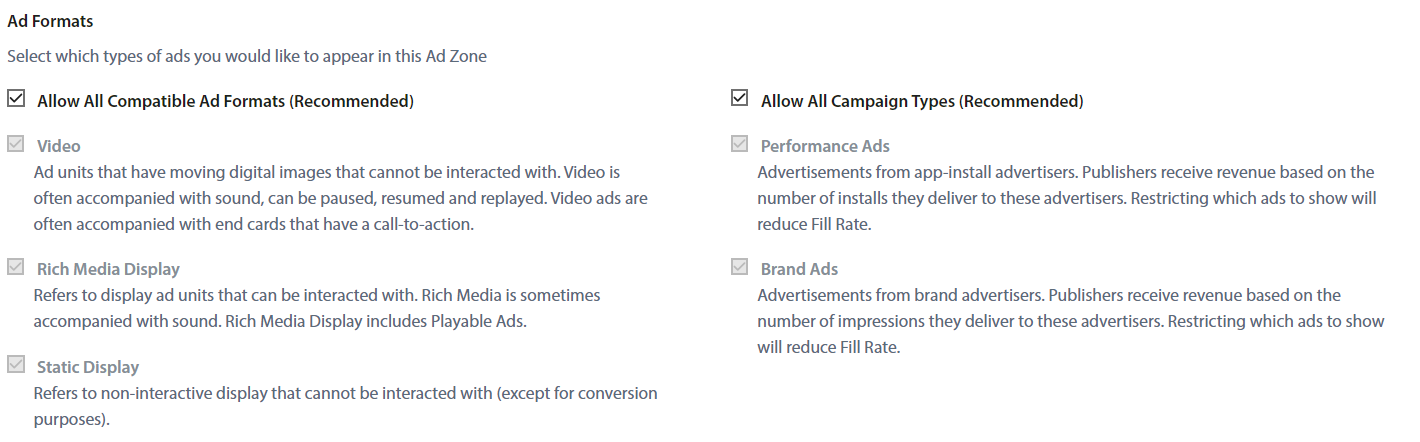 Ad Formats
Select which types of ads you would like to appear in this Ad Zone
Allow All Compatible Ad Formats (Recommended)
Video
Ad units that have moving digital images that cannot be interacted with. Video is
often accompanied with sound, can be paused, resumed and replayed. Video ads are
often accompanied with end cards that have a call-to-action.
Rich Media Display
Refers to display ad units that can be interacted with. Rich Media is sometimes
accompanied with sound. Rich Media Display includes Playable Ads.
Static Display
Refers to non-interactive display that cannot be interacted with (except for conversion
purposes).
Allow All Campaign Types (Recommended)
Performance Ads
Advertisements from app-install advertisers. Publishers receive revenue based on the
number of installs they deliver to these advertisers. Restricting which ads to show will
reduce Fill Rate.
Brand Ads
Advertisements from brand advertisers. Publishers receive revenue based on the
number of impressions they deliver to these advertisers. Restricting which ads to show
will reduce Fill Rate.